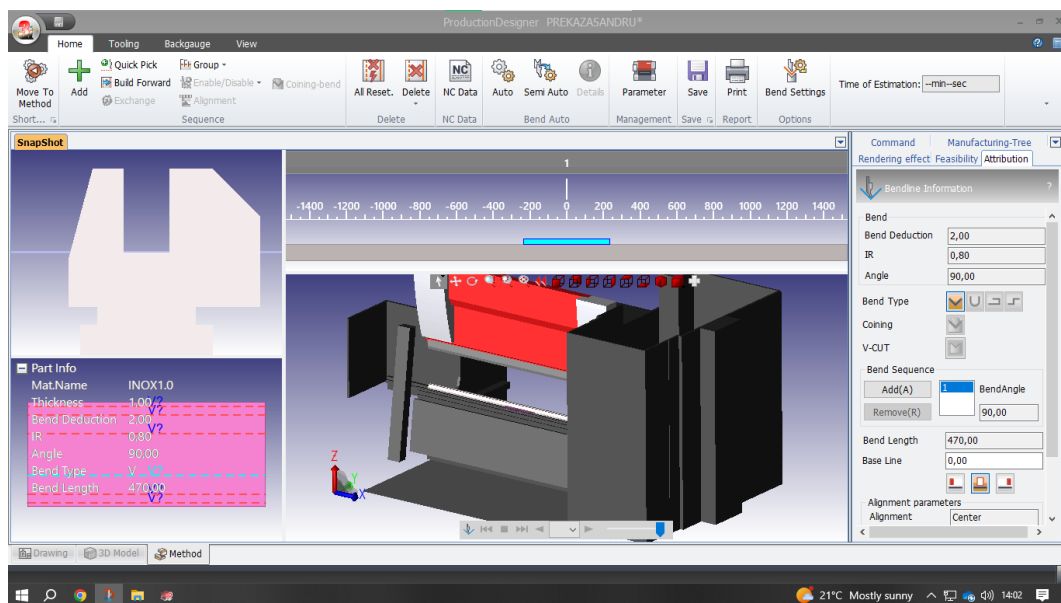 ProductionDesigner PREKAZASANDRU*
Home Tooling Backgauge View
Move To Method
Add
Quick Pick
Build Forward
Exchange
Group
Enable/Disable
Alignment
Coining-bend
All Reset.
Delete
NC
NC Data
Auto
Semi Auto
Details
Parameter
Save
Print
Bend Settings
Time of Estimation: --min--sec
Short... Sequence Delete NC Data Bend Auto Management Save Report Options
SnapShot
1
-1400 -1200 -1000 -800 -600 -400 -200 0 200 400 600 800 1000 1200 1400
Part Info
Mat.Name INOX1.0
Thickness 1,00
V?
Bend Deduction 2,00
V?
IR 0,80
Angle 90,00
Bend Type V
V?
Bend Length 470,00
V?
Z
Y
X
Command Manufacturing-Tree
Rendering effect Feasibility Attribution
Bendline Information ?
Bend
Bend Deduction 2,00
IR 0,80
Angle 90,00
Bend Type
Coining
V-CUT
Bend Sequence
Add(A) 1 BendAngle
Remove(R) 90,00
Bend Length 470,00
Base Line 0,00
Alignment parameters
Alignment Center
Drawing 3D Model Method
21°C Mostly sunny 14:02